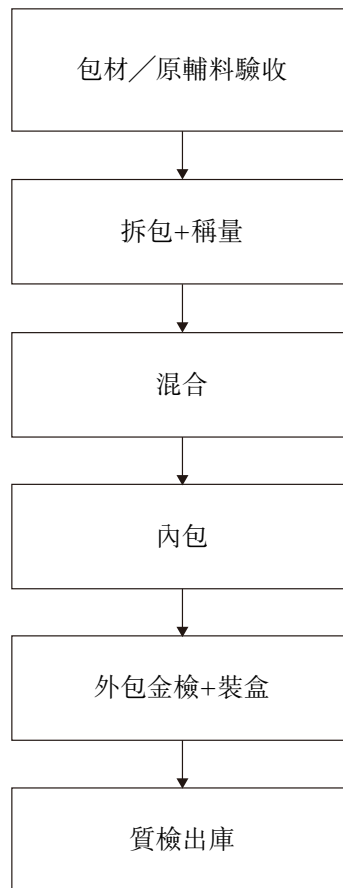 包材／原輔料驗收
拆包+稱量
混合
內包
外包金檢+裝盒
質檢出庫